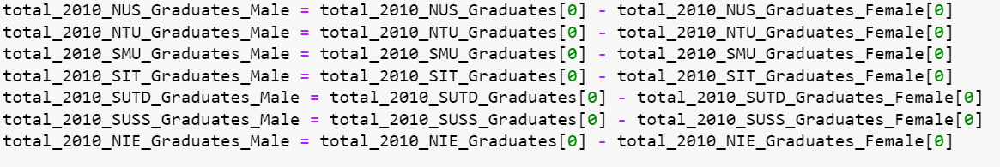 total_2010_NUS_Graduates_Male = total_2010_NUS_Graduates[0] - total_2010_NUS_Graduates_Female[0]
total_2010_NTU_Graduates_Male = total_2010_NTU_Graduates[0] - total_2010_NTU_Graduates_Female[0]
total_2010_SMU_Graduates_Male = total_2010_SMU_Graduates[0] - total_2010_SMU_Graduates_Female[0]
total_2010_SIT_Graduates_Male = total_2010_SIT_Graduates[0] - total_2010_SIT_Graduates_Female[0]
total_2010_SUTD_Graduates_Male = total_2010_SUTD_Graduates[0] - total_2010_SUTD_Graduates_Female[0]
total_2010_SUSS_Graduates_Male = total_2010_SUSS_Graduates[0] - total_2010_SUSS_Graduates_Female[0]
total_2010_NIE_Graduates_Male = total_2010_NIE_Graduates[0] - total_2010_NIE_Graduates_Female[0]